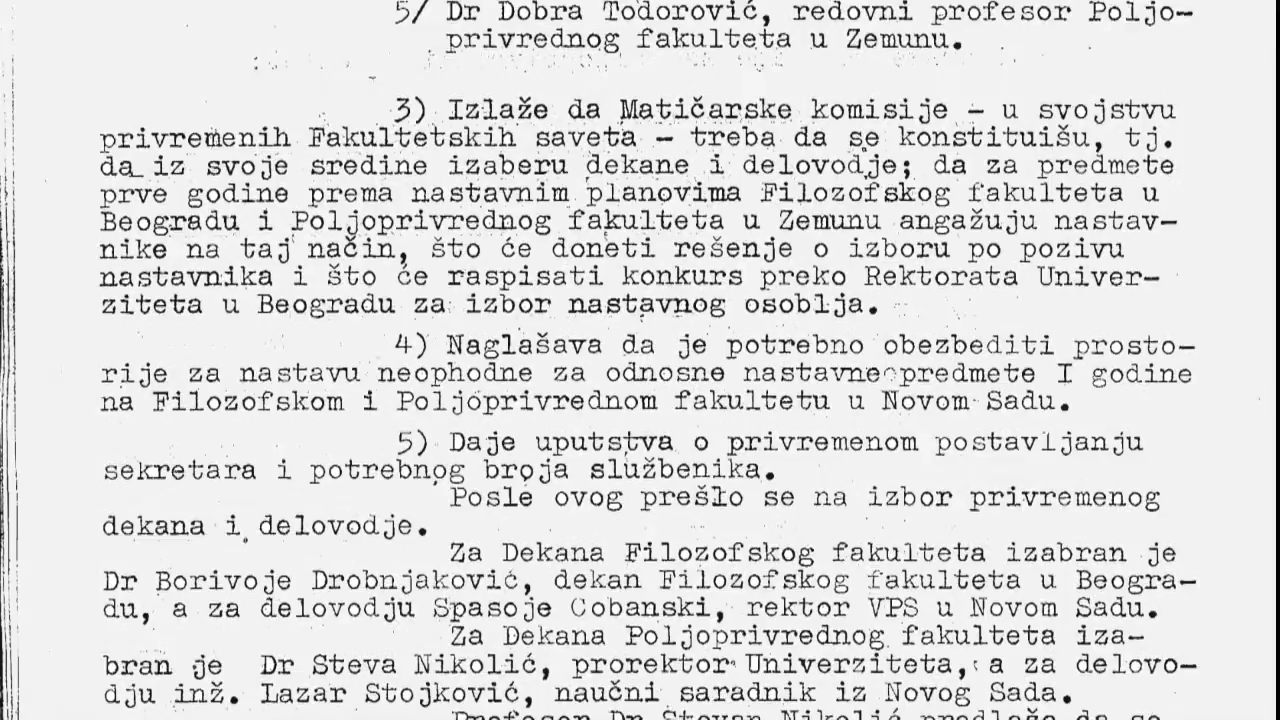 5/ Dr Dobra Todorović, redovni profesor Poljo-
privrednog fakulteta u Zemunu.
3) Izlaže da Matičarske komisije - u svojstvu
privremenih Fakultetskih saveta - treba da se konstituišu, tj.
da iz svoje sredine izaberu dekane i delovodje; da za predmete
prve godine prema nastavnim planovima Filozofskog fakulteta u
Beogradu i Poljoprivrednog fakulteta u Zemunu angažuju nastav-
nike na taj način, što će doneti rešenje o izboru po pozivu
nastavnika i što će raspisati konkurs preko Rektorata Univer-
ziteta u Beogradu za izbor nastavnog osoblja.
4) Naglašava da je potrebno obezbediti prosto-
rije za nastavu neophodne za odnosne nastavne predmete I godine
na Filozofskom i Poljoprivrednom fakultetu u Novom Sadu.
5) Daje uputstva o privremenom postavljanju
sekretara i potrebnog broja službenika.
Posle ovog prešlo se na izbor privremenog
dekana i delovodje.
Za Dekana Filozofskog fakulteta izabran je
Dr Borivoje Drobnjaković, dekan Filozofskog fakulteta u Beogra-
du, a za delovodju Spasoje Čobanski, rektor VPS u Novom Sadu.
Za Dekana Poljoprivrednog fakulteta iza-
bran je Dr Steva Nikolić, prorektor Univerziteta, a za delovo-
dju inž. Lazar Stojković, naučni saradnik iz Novog Sada.
Profesor Dr Stevan Nikolić predlaže da se